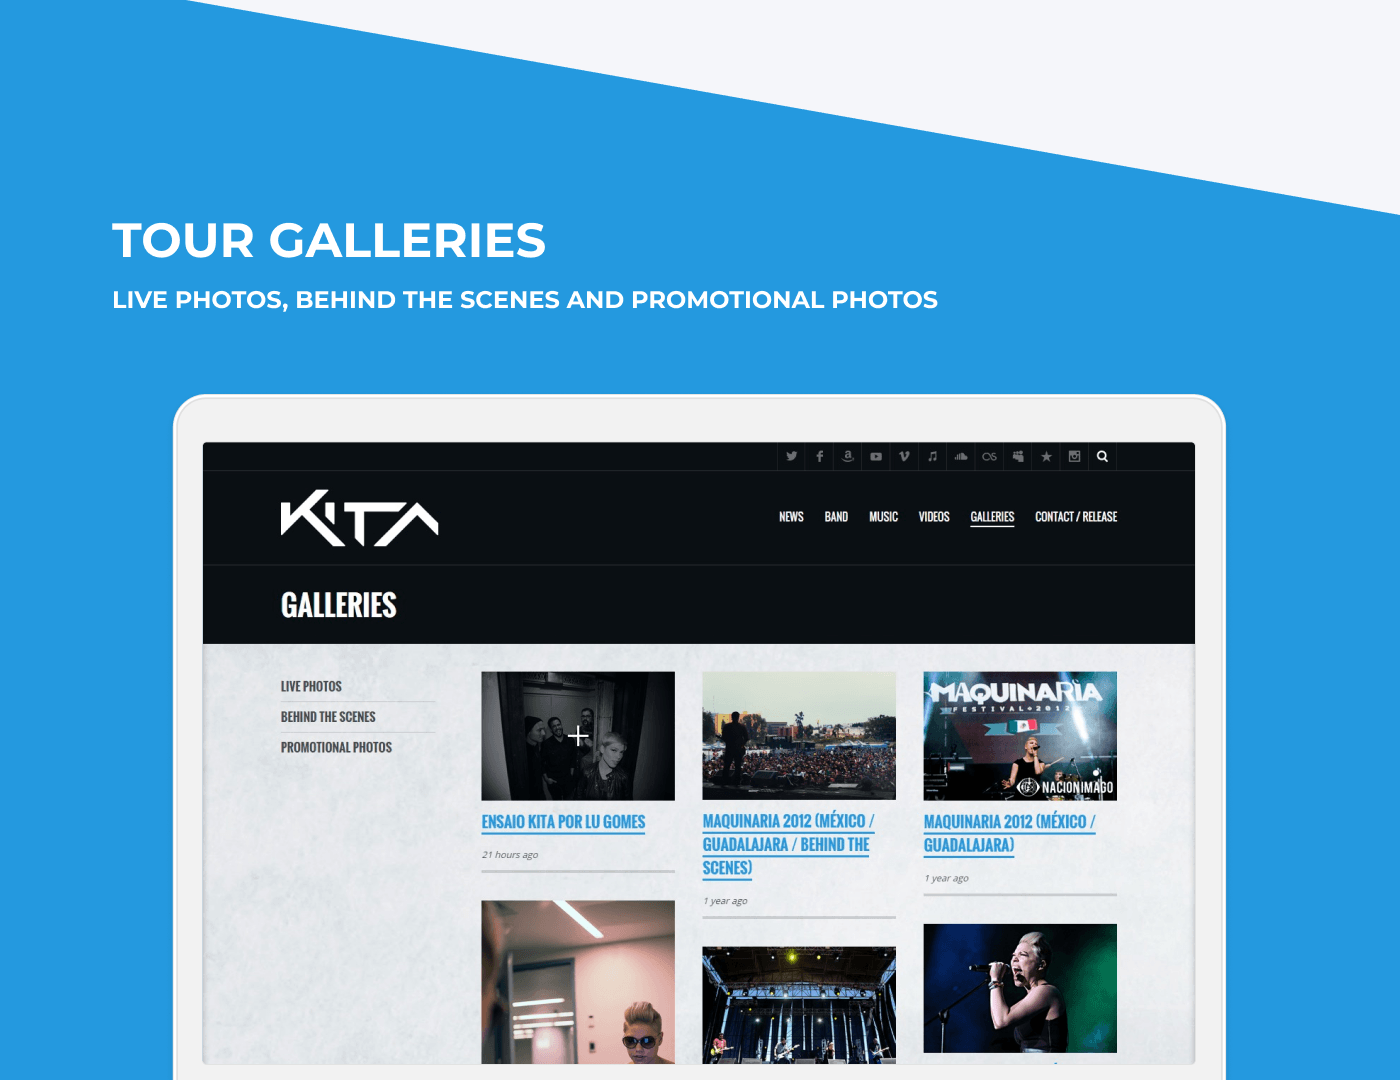 TOUR GALLERIES
LIVE PHOTOS, BEHIND THE SCENES AND PROMOTIONAL PHOTOS
KITA
NEWS BAND MUSIC VIDEOS GALLERIES CONTACT / RELEASE
GALLERIES
LIVE PHOTOS
BEHIND THE SCENES
PROMOTIONAL PHOTOS
ENSAIO KITA POR LU GOMES
21 hours ago
MAQUINARIA 2012 (MÉXICO /
GUADALAJARA / BEHIND THE
SCENES)
1 year ago
MAQUINARIA
FESTIVAL+2012
NACIONIMAGO
MAQUINARIA 2012 (MÉXICO /
GUADALAJARA)
1 year ago